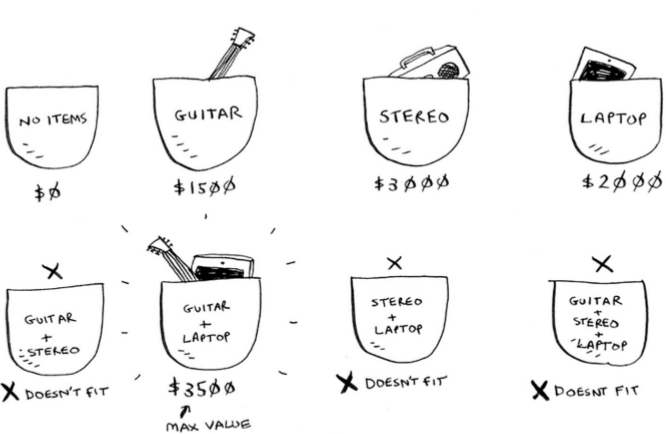 NO ITEMS
$0
GUITAR
$1500
STEREO
$3000
LAPTOP
$2000
X
GUITAR
+
STEREO
X DOESN'T FIT
GUITAR
+
LAPTOP
$3500
MAX VALUE
X
STEREO
+
LAPTOP
X DOESN'T FIT
X
GUITAR
+
STEREO
+
LAPTOP
X DOESNT FIT